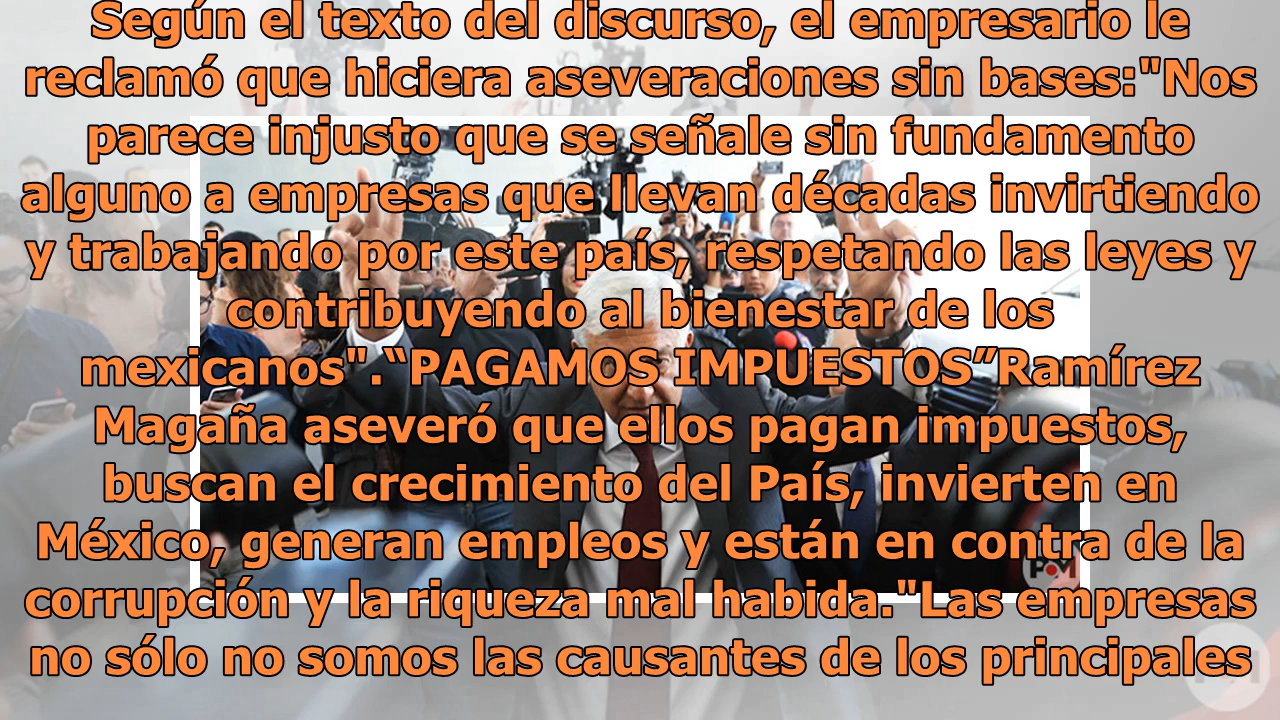 Según el texto del discurso, el empresario le
reclamó que hiciera aseveraciones sin bases:"Nos
parece injusto que se señale sin fundamento
alguno a empresas que llevan décadas invirtiendo
y trabajando por este país, respetando las leyes y
contribuyendo al bienestar de los
mexicanos".“PAGAMOS IMPUESTOS”Ramírez
Magaña aseveró que ellos pagan impuestos,
buscan el crecimiento del País, invierten en
México, generan empleos y están en contra de la
corrupción y la riqueza mal habida."Las empresas
no sólo no somos las causantes de los principales